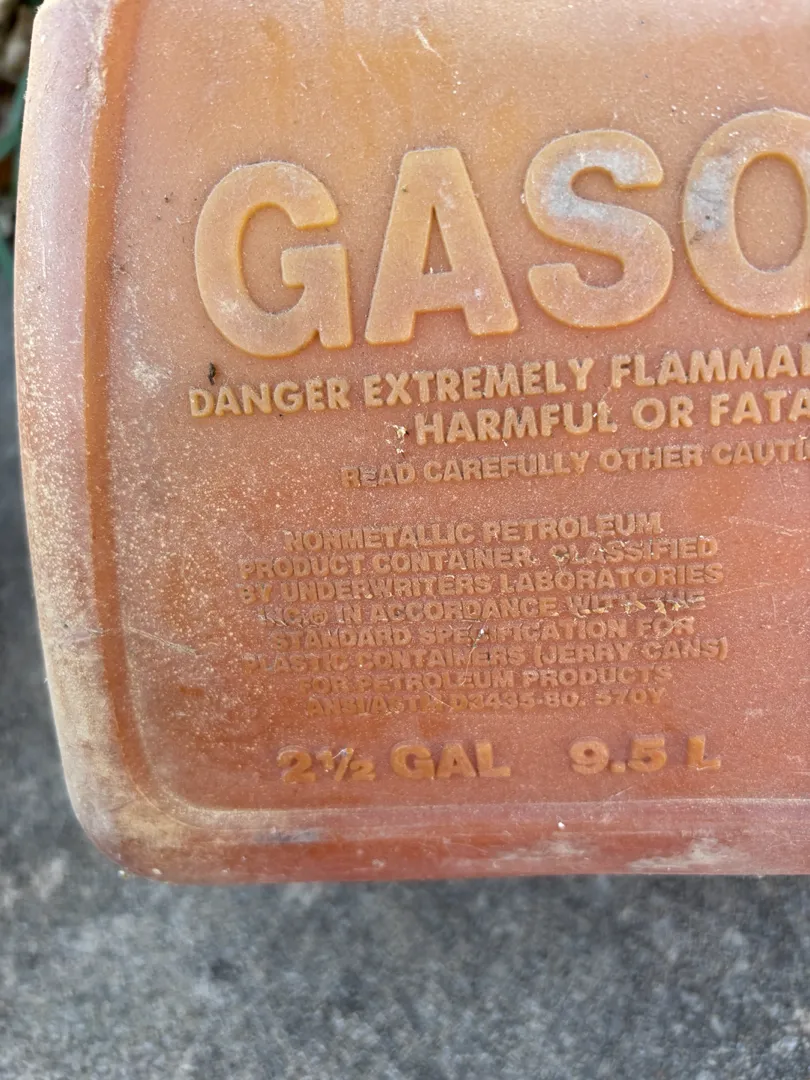 GASO
DANGER EXTREMELY FLAMMA
HARMFUL OR FATA
READ CAREFULLY OTHER CAUTI
NONMETALLIC PETROLEUM
PRODUCT CONTAINER. CLASSIFIED
BY UNDERWRITERS LABORATORIES
INC.® IN ACCORDANCE WITH THE
STANDARD SPECIFICATION FOR
PLASTIC CONTAINERS (JERRY CANS)
FOR PETROLEUM PRODUCTS
ANSI/ASTM D3435-80. 570Y
2½ GAL 9.5 L